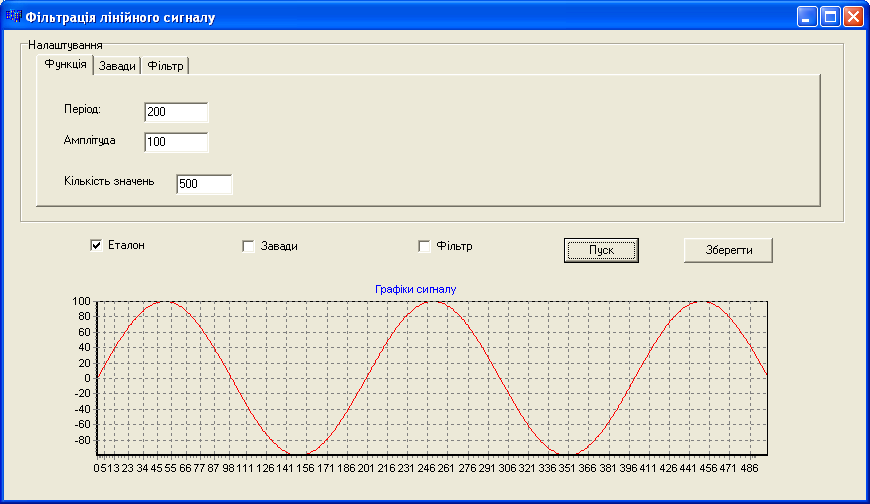 Фільтрація лінійного сигналу
Налаштування
Функція Завади Фільтр
Період: 200
Амплітуда 100
Кількість значень 500
Еталон Завади Фільтр Пуск Зберегти
Графіки сигналу
100
80
60
40
20
0
-20
-40
-60
-80
0 5 13 23 34 45 55 66 77 87 98 111 126 141 156 171 186 201 216 231 246 261 276 291 306 321 336 351 366 381 396 411 426 441 456 471 486